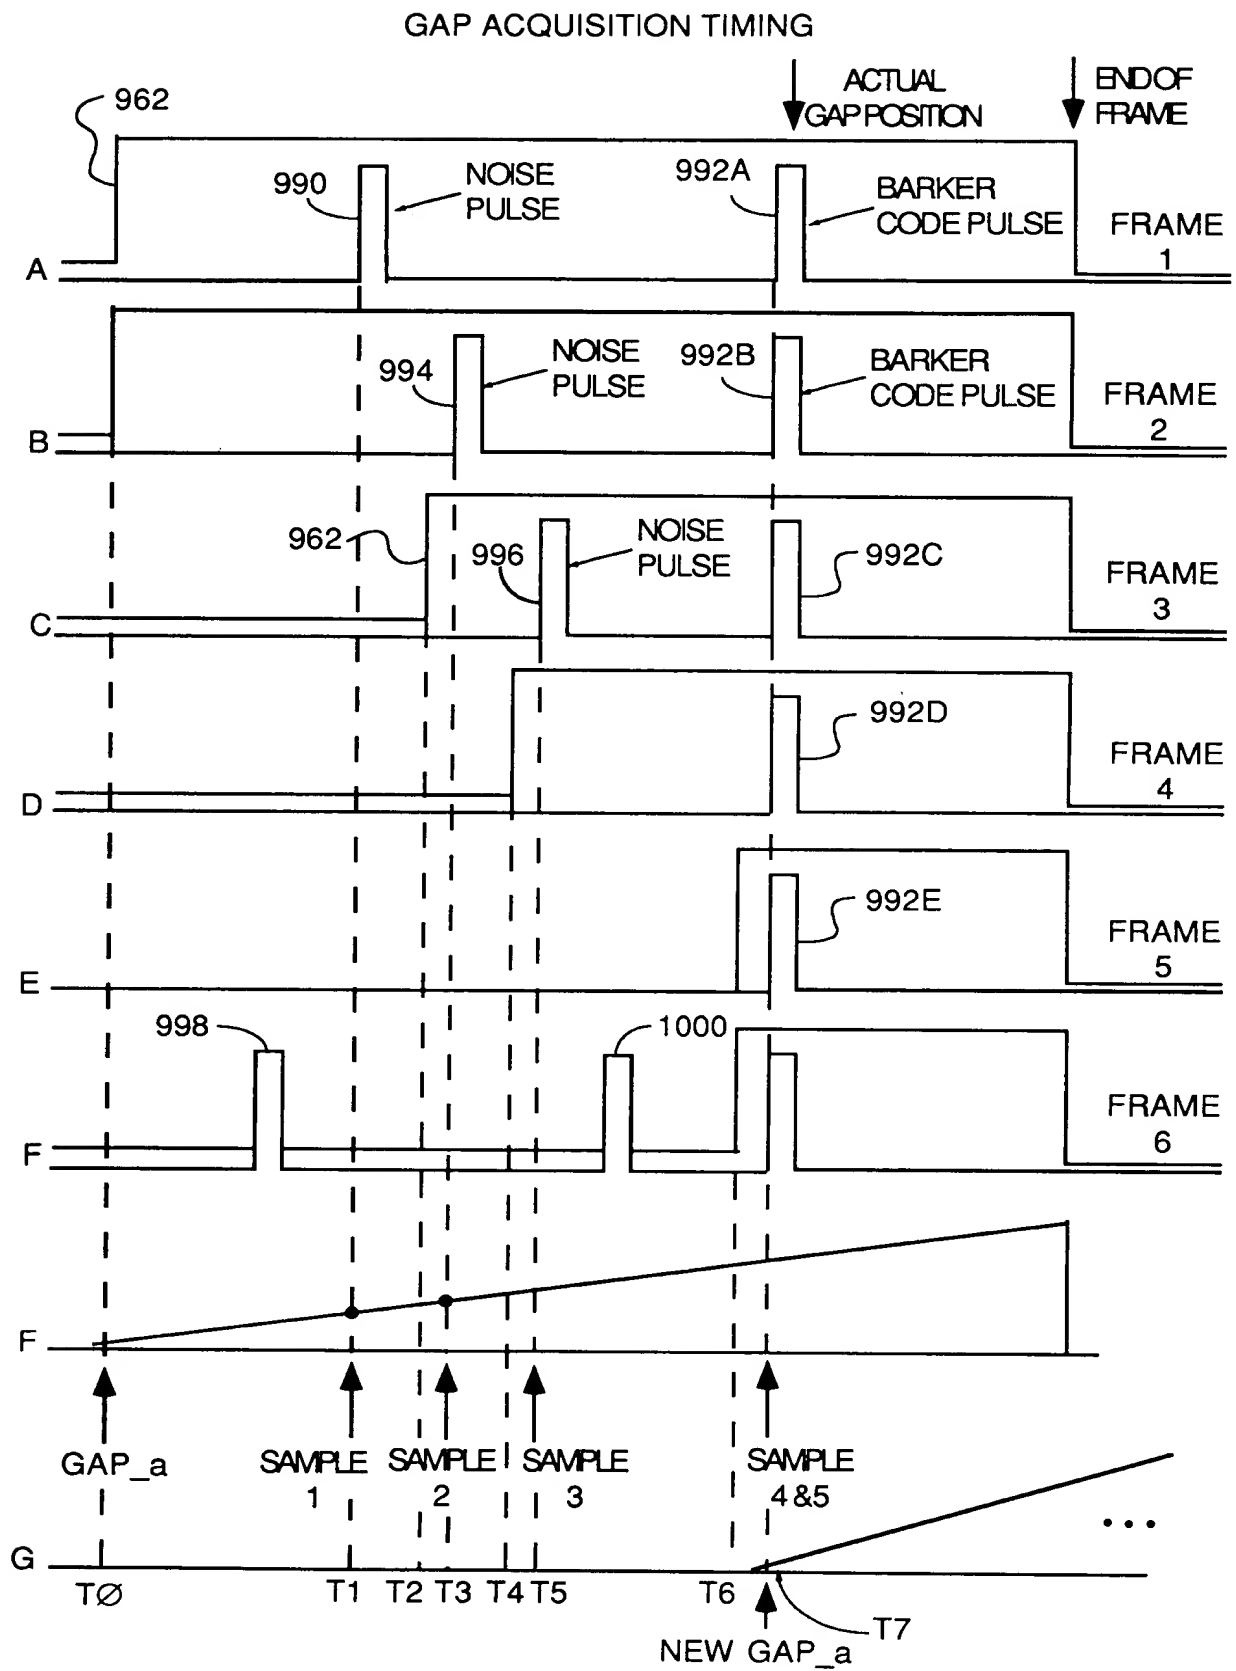 GAP ACQUISITION TIMING
962
ACTUAL
GAP POSITION
END OF
FRAME
990
NOISE
PULSE
992A
BARKER
CODE PULSE
FRAME
1
A
994
NOISE
PULSE
992B
BARKER
CODE PULSE
FRAME
2
B
962
996
NOISE
PULSE
992C
FRAME
3
C
992D
FRAME
4
D
992E
FRAME
5
E
998
1000
FRAME
6
F
F
GAP_a
SAMPLE
1
SAMPLE
2
SAMPLE
3
SAMPLE
4 &5
...
G
TØ
T1
T2
T3
T4
T5
T6
T7
NEW GAP_a